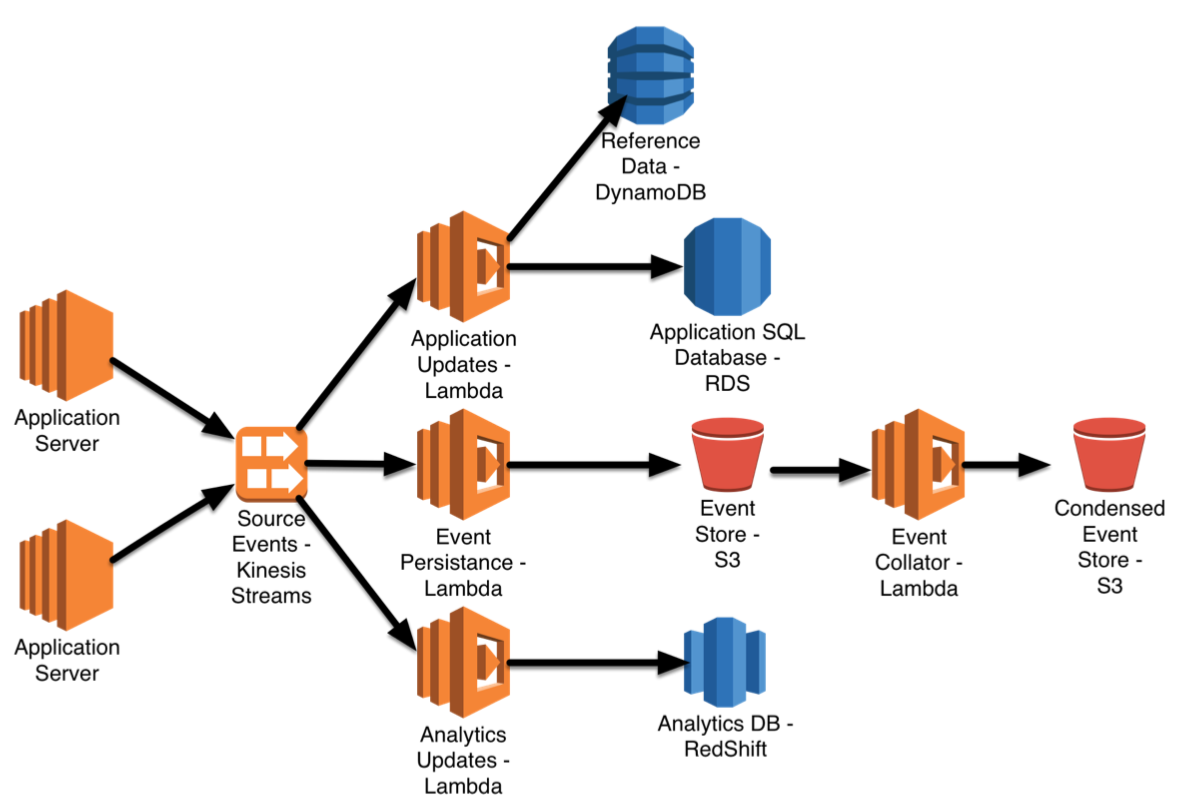 Reference
Data -
DynamoDB
Application SQL
Database -
RDS
Application
Updates -
Lambda
Application
Server
Source
Events -
Kinesis
Streams
Event
Persistance -
Lambda
Event
Store -
S3
Event
Collator -
Lambda
Condensed
Event
Store -
S3
Application
Server
Analytics
Updates -
Lambda
Analytics DB -
RedShift